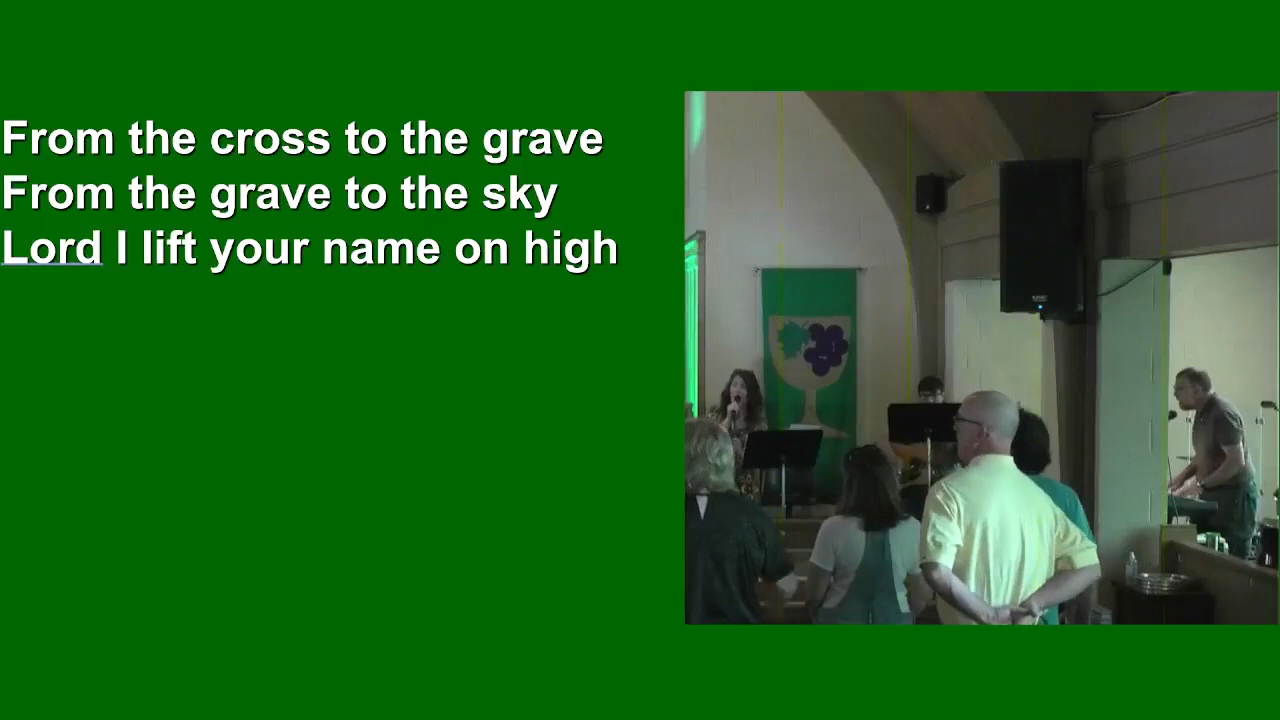 From the cross to the grave
From the grave to the sky
Lord I lift your name on high